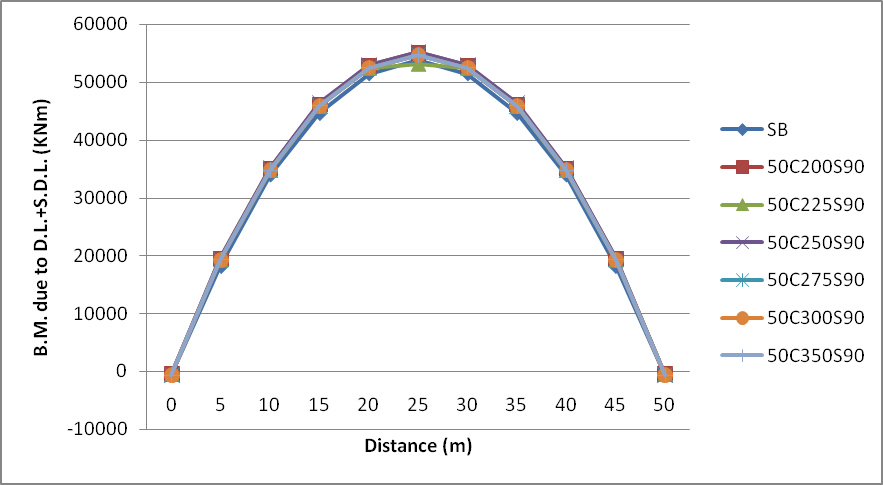 B.M. due to D.L.+S.D.L. (KNm)
60000
50000
40000
30000
20000
10000
0
-10000
0 5 10 15 20 25 30 35 40 45 50
Distance (m)
SB
50C200S90
50C225S90
50C250S90
50C275S90
50C300S90
50C350S90